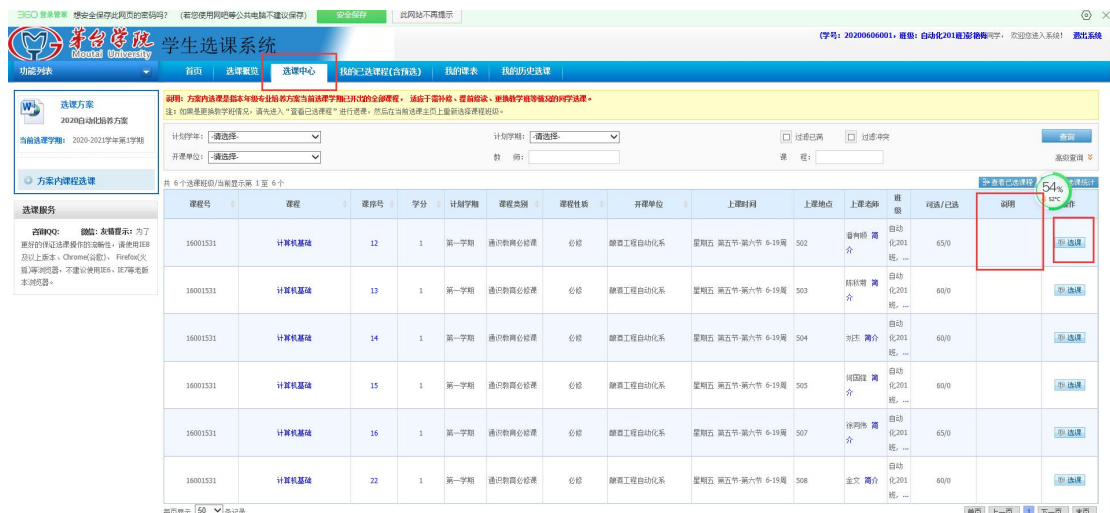 360 登录管家 想安全保存此网页的密码吗? (若您使用网吧等公共电脑不建议保存) 安全保存 此网站不再提示
茅台学院 Moutai University 学生选课系统
(学号: 20200606001, 班级: 自动化201班) 同学, 欢迎您进入系统! 退出系统
功能列表 首页 选课概览 选课中心 我的已选课程(含预选) 我的课表 我的历史选课
选课方案
2020自动化培养方案
当前选课学期: 2020-2021学年第1学期
方案内课程选课
选课服务
咨询QQ: 微信: 友情提示: 为了
更好的保证选课操作的流畅性, 请使用IE8
及以上版本、Chrome(谷歌)、 Firefox(火
狐)等浏览器, 不建议使用IE6、IE7等老版
本浏览器。
说明: 方案内选课是指本年级专业培养方案当前选课学期已开出的全部课程, 适应于需补修、提前修读、更换教学班等情况的同学选课。
注: 如果是更换教学班情况, 请先进入“查看已选课程”进行退课, 然后在当前选课主页上重新选择课程班级。
计划学年: -请选择- 计划学期: -请选择- 过滤已满 过滤冲突 查询
开课单位: -请选择- 教 师: 课 程: 高级查询
共 6 个选课班级/当前显示第 1 至 6 个 查看已选课程 选课统计
54%
52°C
课程号 课程 课序号 学分 计划学期 课程类别 课程性质 开课单位 上课时间 上课地点 上课老师 班级 可选/已选 说明 操作
16001531 计算机基础 12 1 第一学期 通识教育必修课 必修 酿酒工程自动化系 星期五 第五节-第六节 6-19周 502 潘有顺 简介 自动化201班, ... 65/0 选课
16001531 计算机基础 13 1 第一学期 通识教育必修课 必修 酿酒工程自动化系 星期五 第五节-第六节 6-19周 503 陈秋菊 简介 自动化201班, ... 60/0 选课
16001531 计算机基础 14 1 第一学期 通识教育必修课 必修 酿酒工程自动化系 星期五 第五节-第六节 6-19周 504 刘杰 简介 自动化201班, ... 60/0 选课
16001531 计算机基础 15 1 第一学期 通识教育必修课 必修 酿酒工程自动化系 星期五 第五节-第六节 6-19周 505 简介 自动化201班, ... 60/0 选课
16001531 计算机基础 16 1 第一学期 通识教育必修课 必修 酿酒工程自动化系 星期五 第五节-第六节 6-19周 507 简介 自动化201班, ... 65/0 选课
16001531 计算机基础 22 1 第一学期 通识教育必修课 必修 酿酒工程自动化系 星期五 第五节-第六节 6-19周 508 金文 简介 自动化201班, ... 60/0 选课
每页显示 50 条记录 首页 上一页 1 下一页 末页